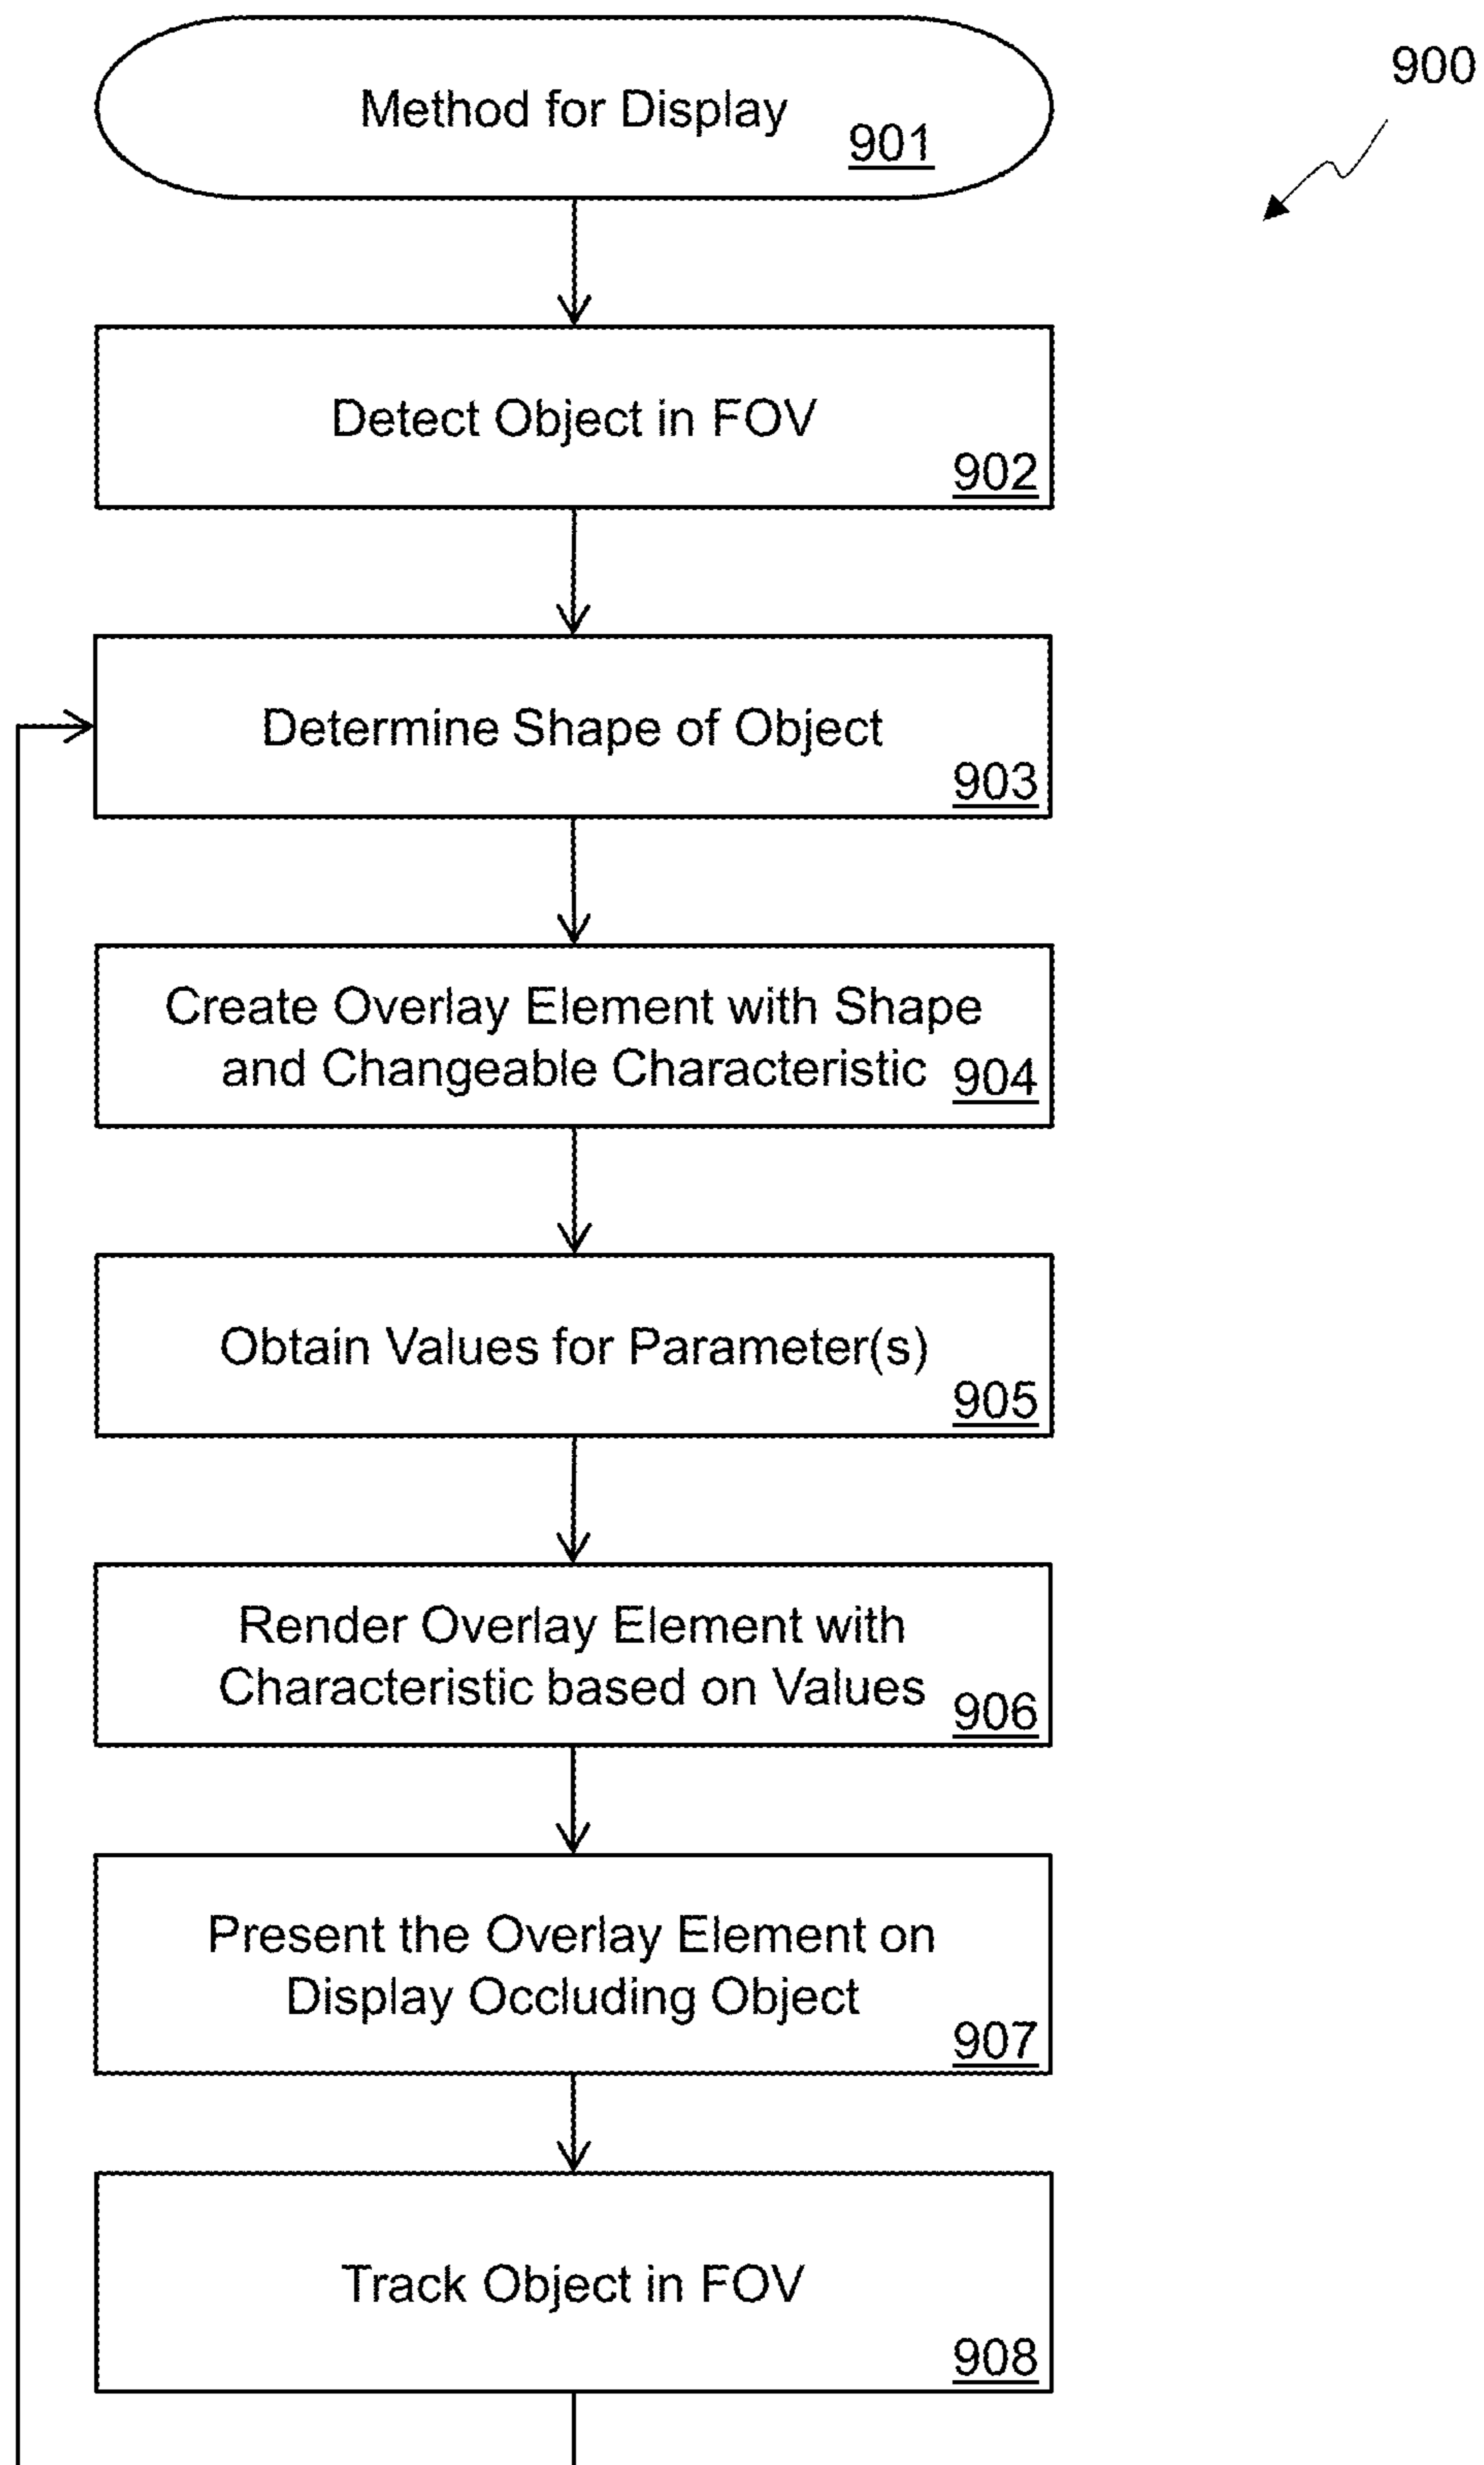 900
Method for Display
901
Detect Object in FOV
902
Determine Shape of Object
903
Create Overlay Element with Shape
and Changeable Characteristic 904
Obtain Values for Parameter(s)
905
Render Overlay Element with
Characteristic based on Values
906
Present the Overlay Element on
Display Occluding Object
907
Track Object in FOV
908